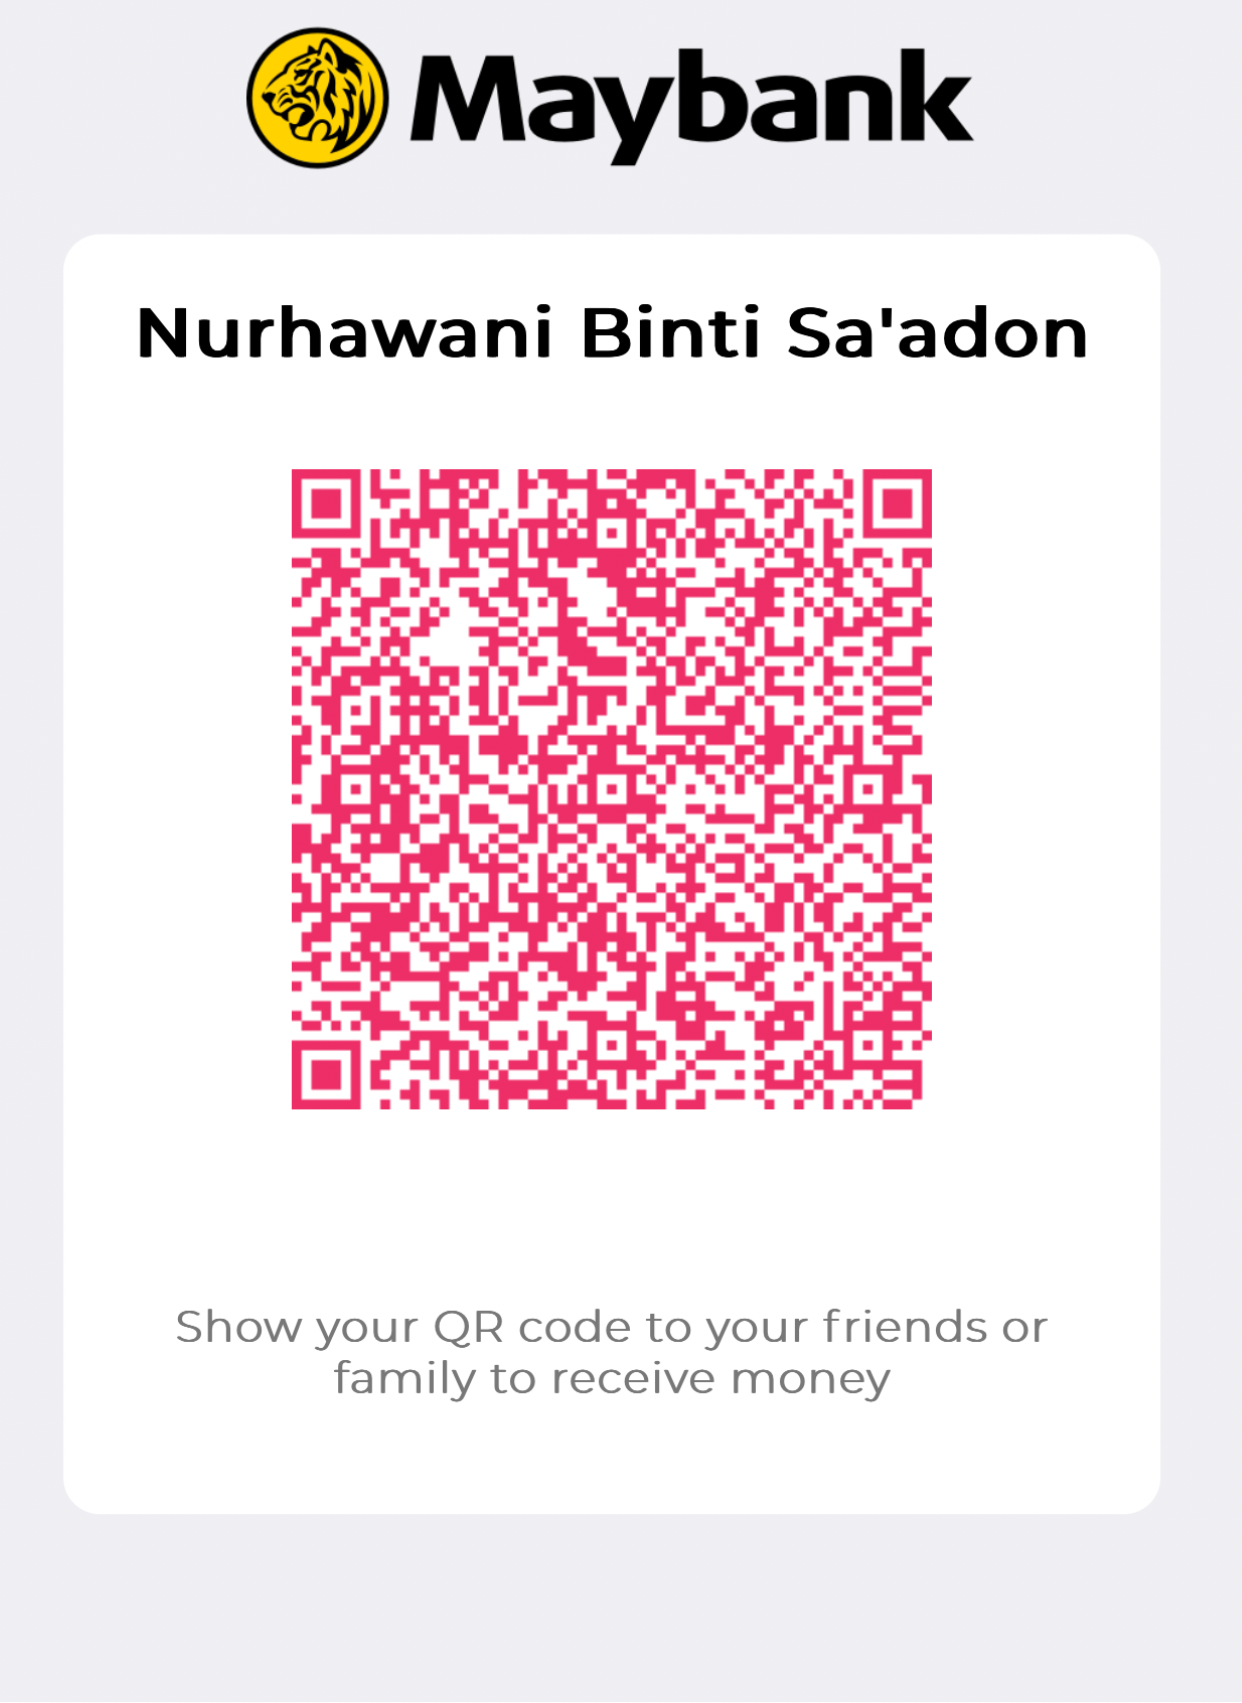 Maybank
Nurhawani Binti Sa'adon
Show your QR code to your friends or
family to receive money